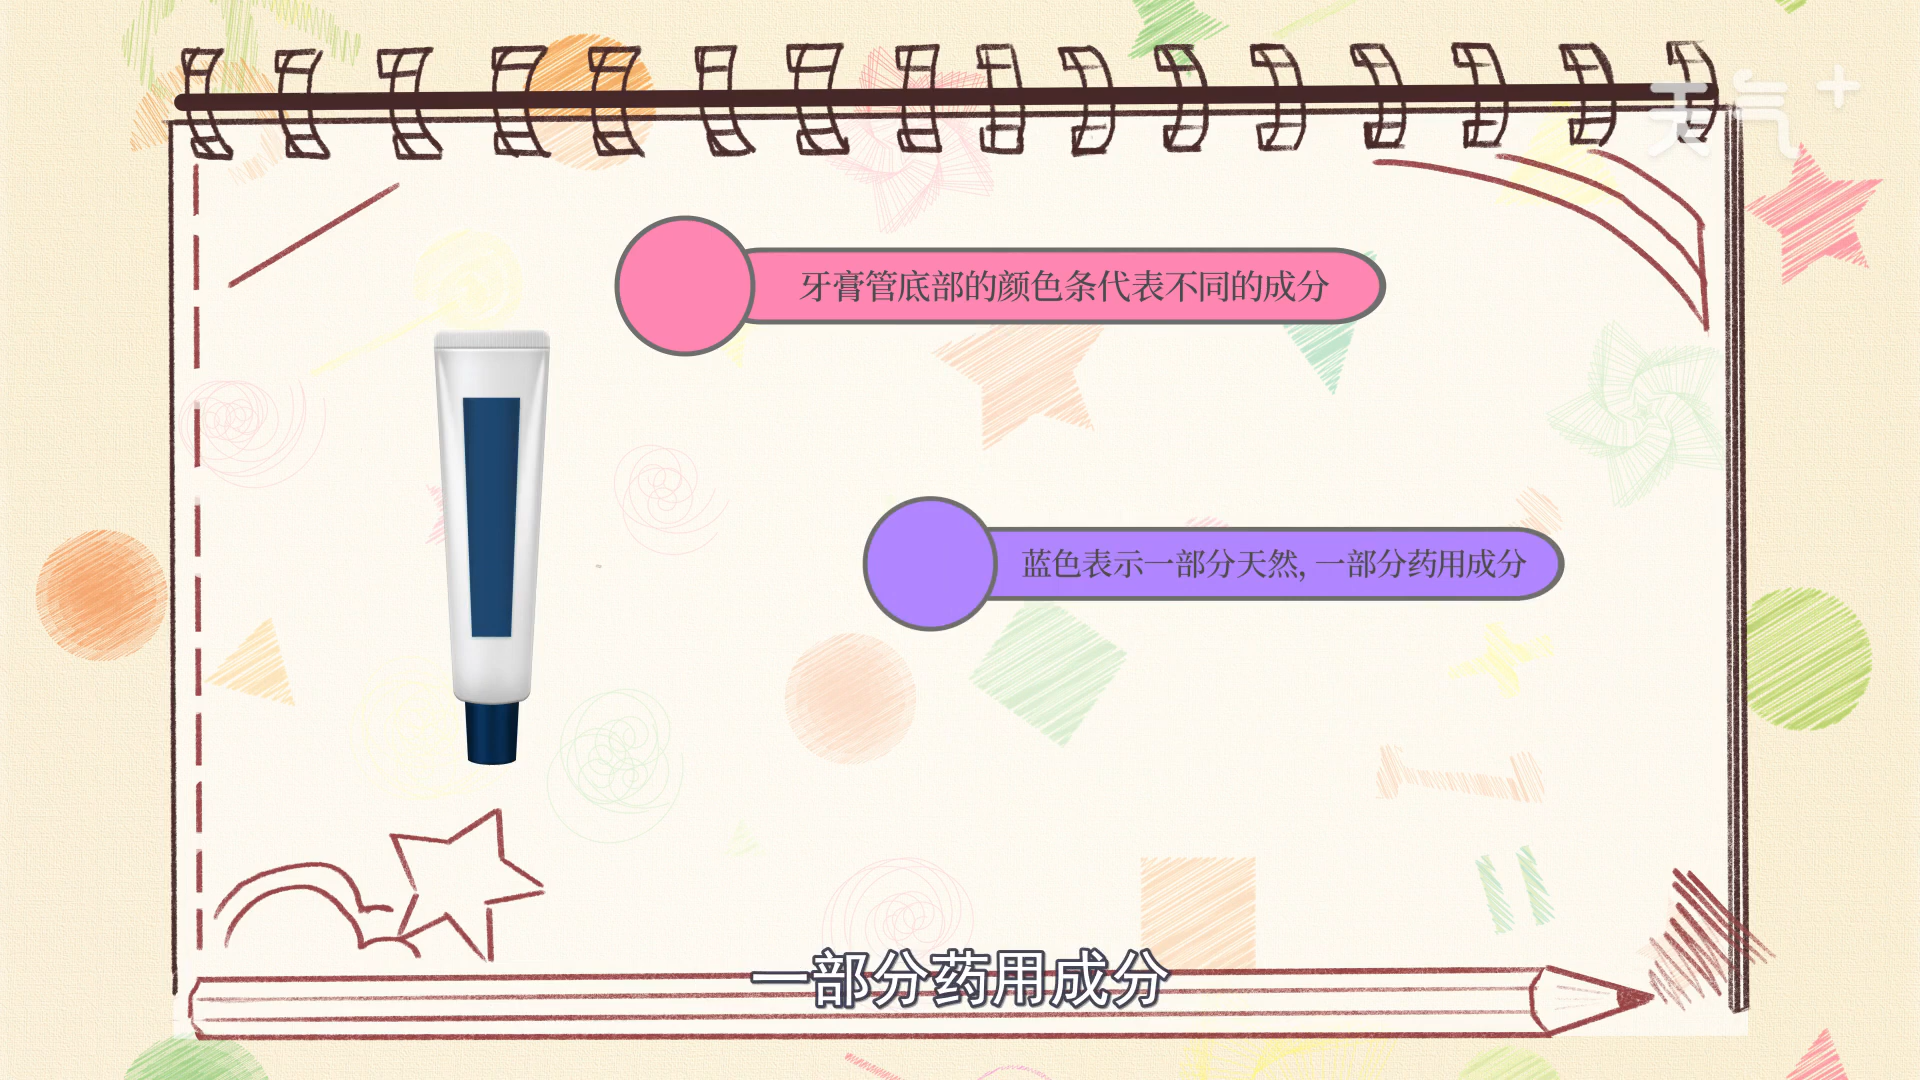 天气+
牙膏管底部的颜色条代表不同的成分
蓝色表示一部分天然, 一部分药用成分
一部分药用成分